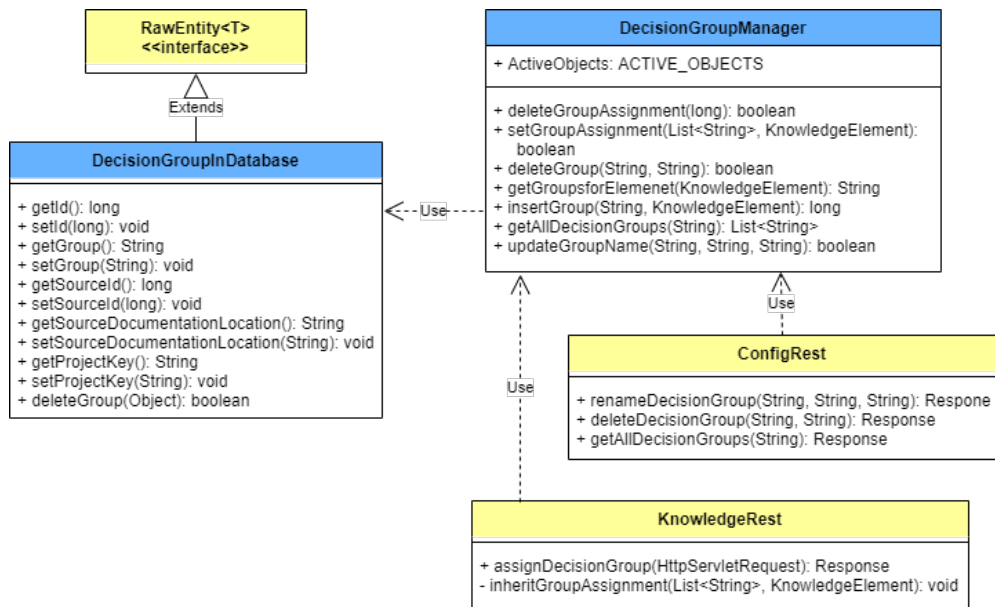 RawEntity<T>
<<interface>>
Extends
DecisionGroupInDatabase
+ getId(): long
+ setId(long): void
+ getGroup(): String
+ setGroup(String): void
+ getSourceId(): long
+ setSourceId(long): void
+ getSourceDocumentationLocation(): String
+ setSourceDocumentationLocation(String): void
+ getProjectKey(): String
+ setProjectKey(String): void
+ deleteGroup(Object): boolean
Use
DecisionGroupManager
+ ActiveObjects: ACTIVE_OBJECTS
+ deleteGroupAssignment(long): boolean
+ setGroupAssignment(List<String>, KnowledgeElement):
boolean
+ deleteGroup(String, String): boolean
+ getGroupsforElemenet(KnowledgeElement): String
+ insertGroup(String, KnowledgeElement): long
+ getAllDecisionGroups(String): List<String>
+ updateGroupName(String, String, String): boolean
Use
ConfigRest
+ renameDecisionGroup(String, String, String): Respone
+ deleteDecisionGroup(String, String): Response
+ getAllDecisionGroups(String): Response
Use
KnowledgeRest
+ assignDecisionGroup(HttpServletRequest): Response
- inheritGroupAssignment(List<String>, KnowledgeElement): void